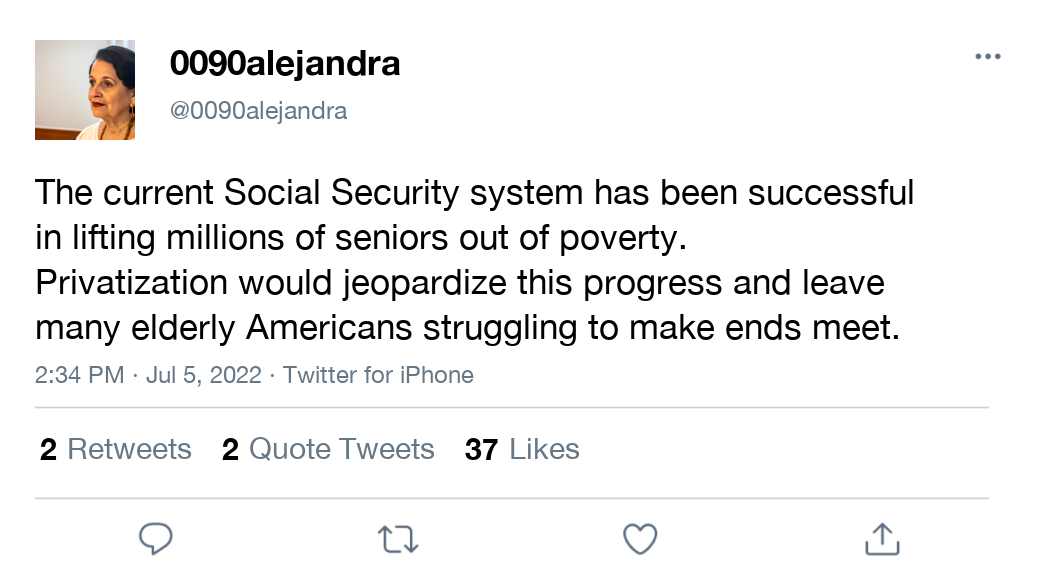 0090alejandra
@0090alejandra
The current Social Security system has been successful
in lifting millions of seniors out of poverty.
Privatization would jeopardize this progress and leave
many elderly Americans struggling to make ends meet.
2:34 PM · Jul 5, 2022 · Twitter for iPhone
2 Retweets 2 Quote Tweets 37 Likes